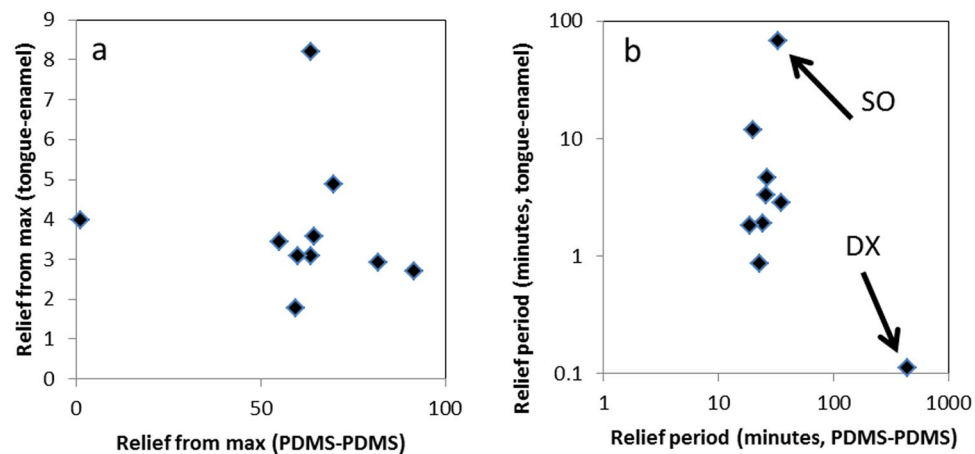 a
Relief from max (tongue-enamel)
9
8
7
6
5
4
3
2
1
0
0 50 100
Relief from max (PDMS-PDMS)
b
Relief period (minutes, tongue-enamel)
100
10
1
0.1
SO
DX
1 10 100 1000
Relief period (minutes, PDMS-PDMS)